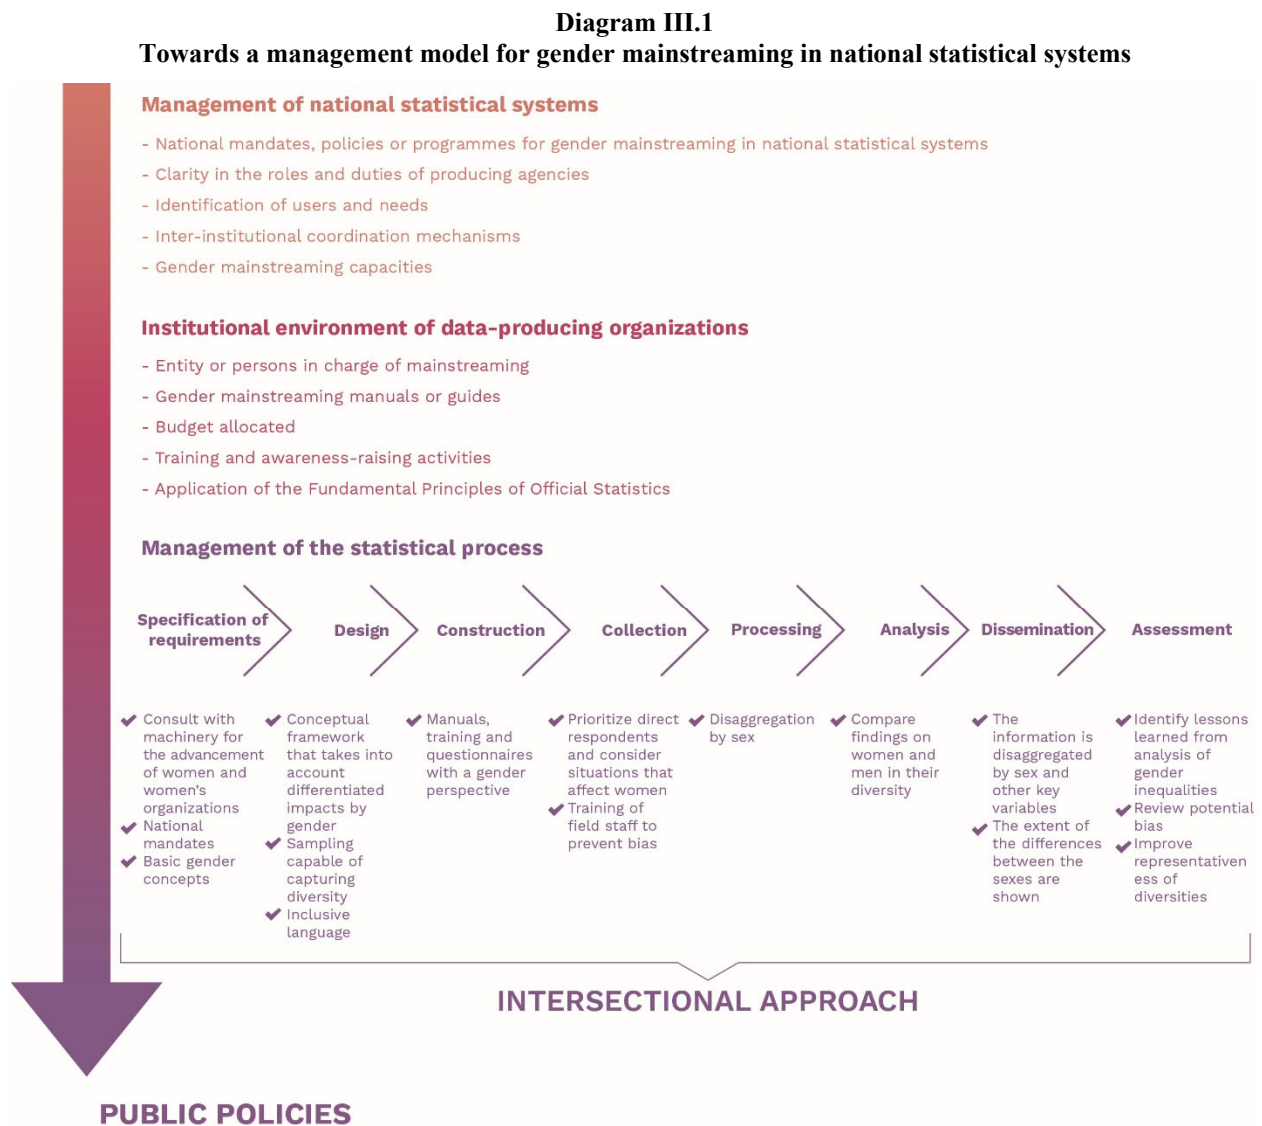 Diagram III.1
Towards a management model for gender mainstreaming in national statistical systems
Management of national statistical systems
- National mandates, policies or programmes for gender mainstreaming in national statistical systems
- Clarity in the roles and duties of producing agencies
- Identification of users and needs
- Inter-institutional coordination mechanisms
- Gender mainstreaming capacities
Institutional environment of data-producing organizations
- Entity or persons in charge of mainstreaming
- Gender mainstreaming manuals or guides
- Budget allocated
- Training and awareness-raising activities
- Application of the Fundamental Principles of Official Statistics
Management of the statistical process
Specification of
requirements
Design
Construction
Collection
Processing
Analysis
Dissemination
Assessment
Consult with
machinery for
the advancement
of women and
women's
organizations
National
mandates
Basic gender
concepts
Conceptual
framework
that takes into
account
differentiated
impacts by
gender
Sampling
capable of
capturing
diversity
Inclusive
language
Manuals,
training and
questionnaires
with a gender
perspective
Prioritize direct
respondents
and consider
situations that
affect women
Training of
field staff to
prevent bias
Disaggregation
by sex
Compare
findings on
women and
men in their
diversity
The
information is
disaggregated
by sex and
other key
variables
The extent of
the differences
between the
sexes are
shown
Identify lessons
learned from
analysis of
gender
inequalities
Review potential
bias
Improve
representativen
ess of
diversities
INTERSECTIONAL APPROACH
PUBLIC POLICIES